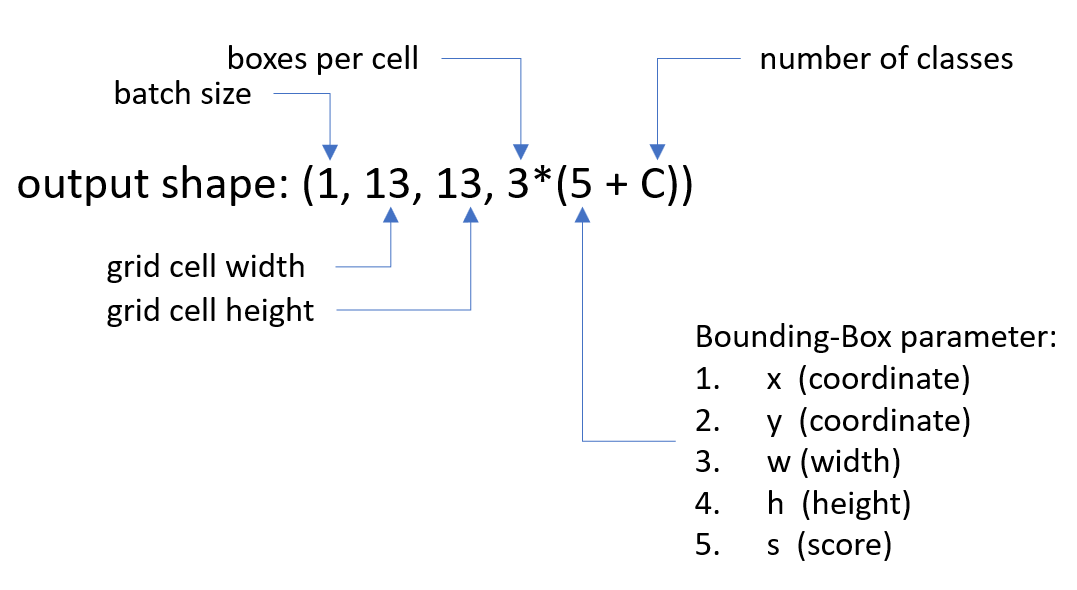 boxes per cell
number of classes
batch size
output shape: (1, 13, 13, 3*(5 + C))
grid cell width
grid cell height
Bounding-Box parameter:
1. x (coordinate)
2. y (coordinate)
3. w (width)
4. h (height)
5. s (score)